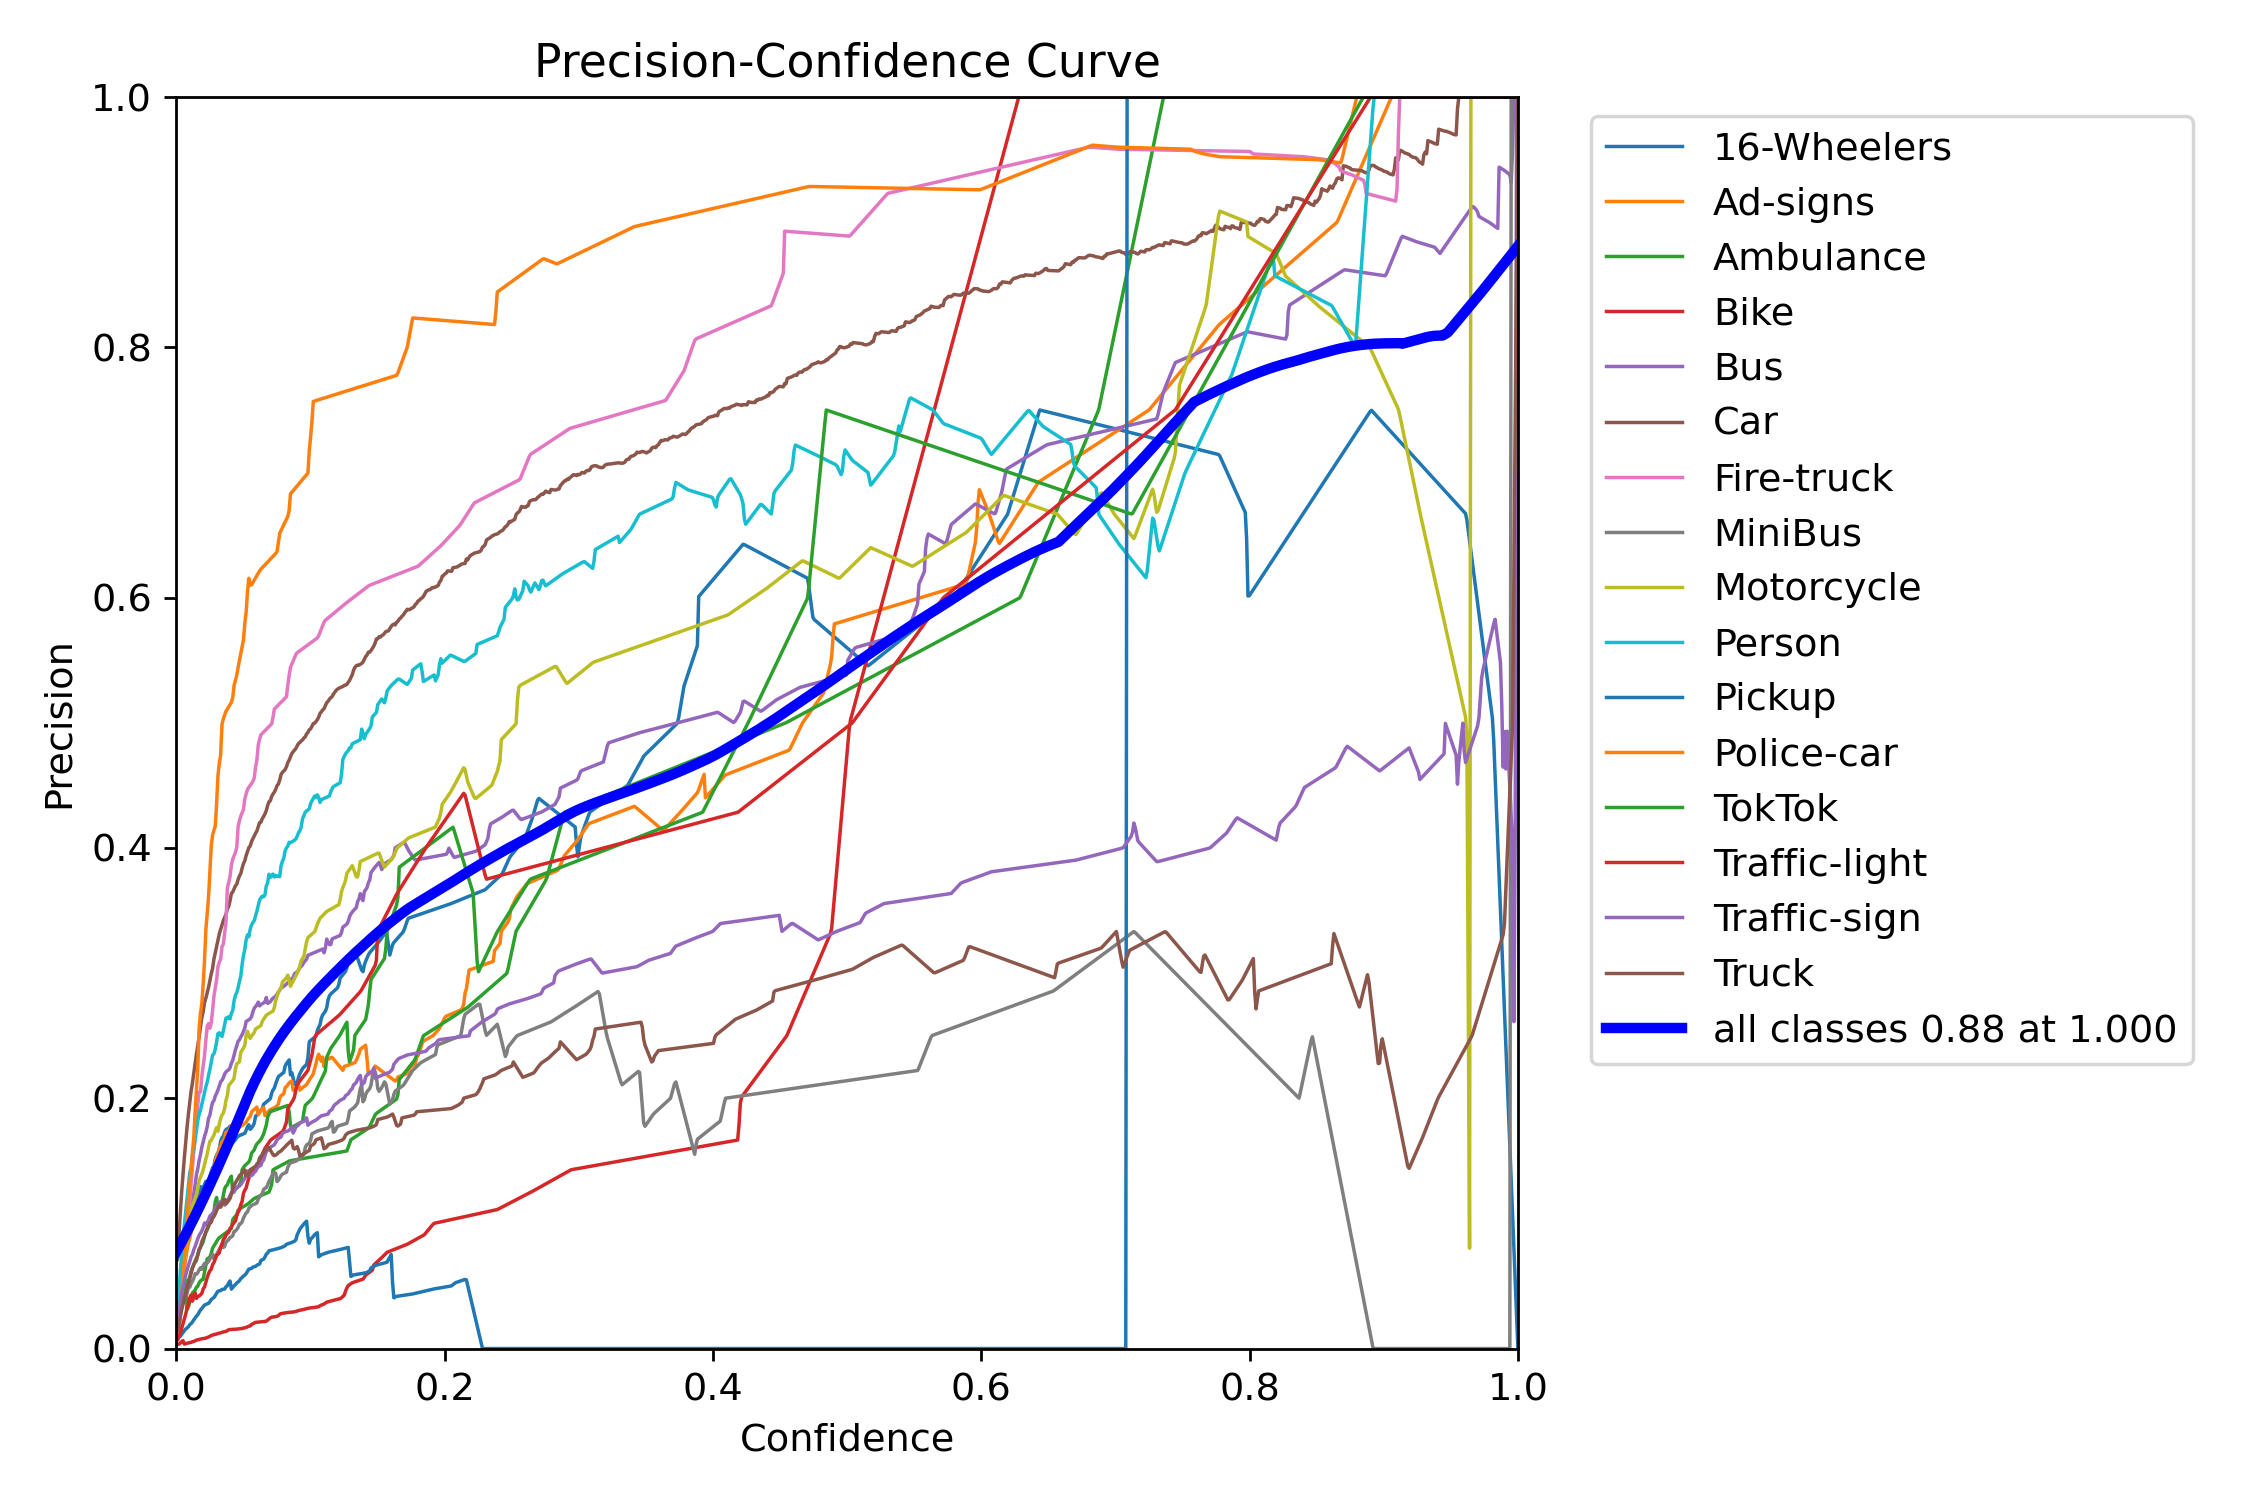 Precision-Confidence Curve
1.0
0.8
0.6
0.4
0.2
0.0
Precision
0.0 0.2 0.4 0.6 0.8 1.0
Confidence
16-Wheelers
Ad-signs
Ambulance
Bike
Bus
Car
Fire-truck
MiniBus
Motorcycle
Person
Pickup
Police-car
TokTok
Traffic-light
Traffic-sign
Truck
all classes 0.88 at 1.000